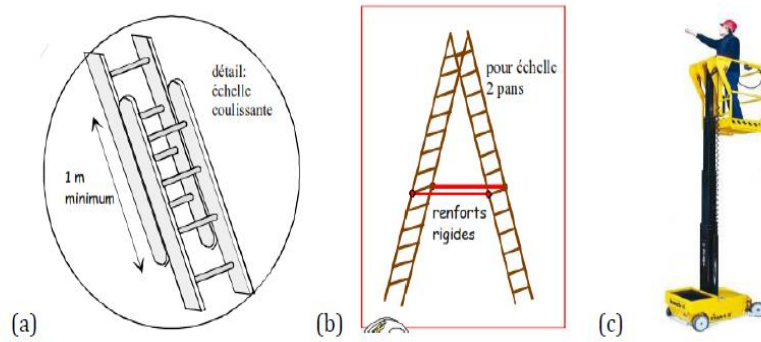 détail:
échelle
coulissante
1 m
minimum
(a)
pour échelle
2 pans
renforts
rigides
(b)
(c)